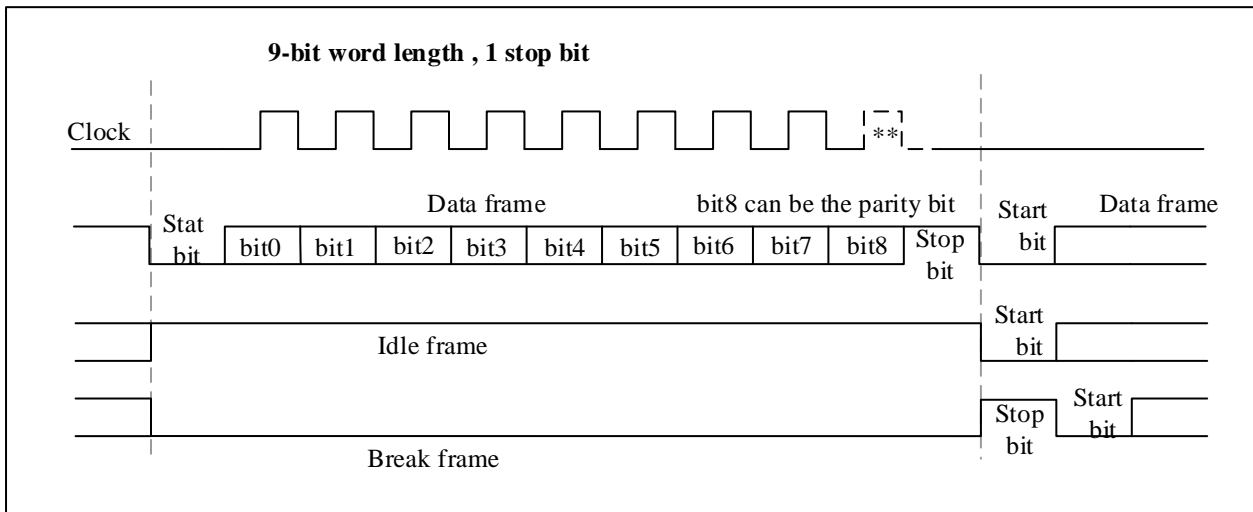 9-bit word length , 1 stop bit
Clock
**
Data frame
bit8 can be the parity bit
Data frame
Stat
bit
bit0 bit1 bit2 bit3 bit4 bit5 bit6 bit7 bit8
Stop
bit
Start
bit
Idle frame
Start
bit
Break frame
Stop
bit
Start
bit